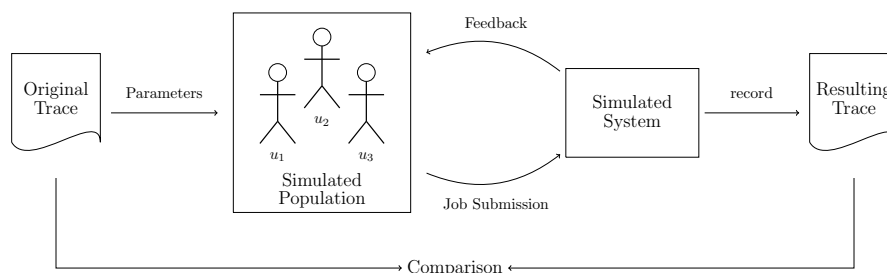 Feedback
Original
Trace
Parameters
u1
u2
u3
Simulated
Population
Simulated
System
record
Resulting
Trace
Job Submission
Comparison